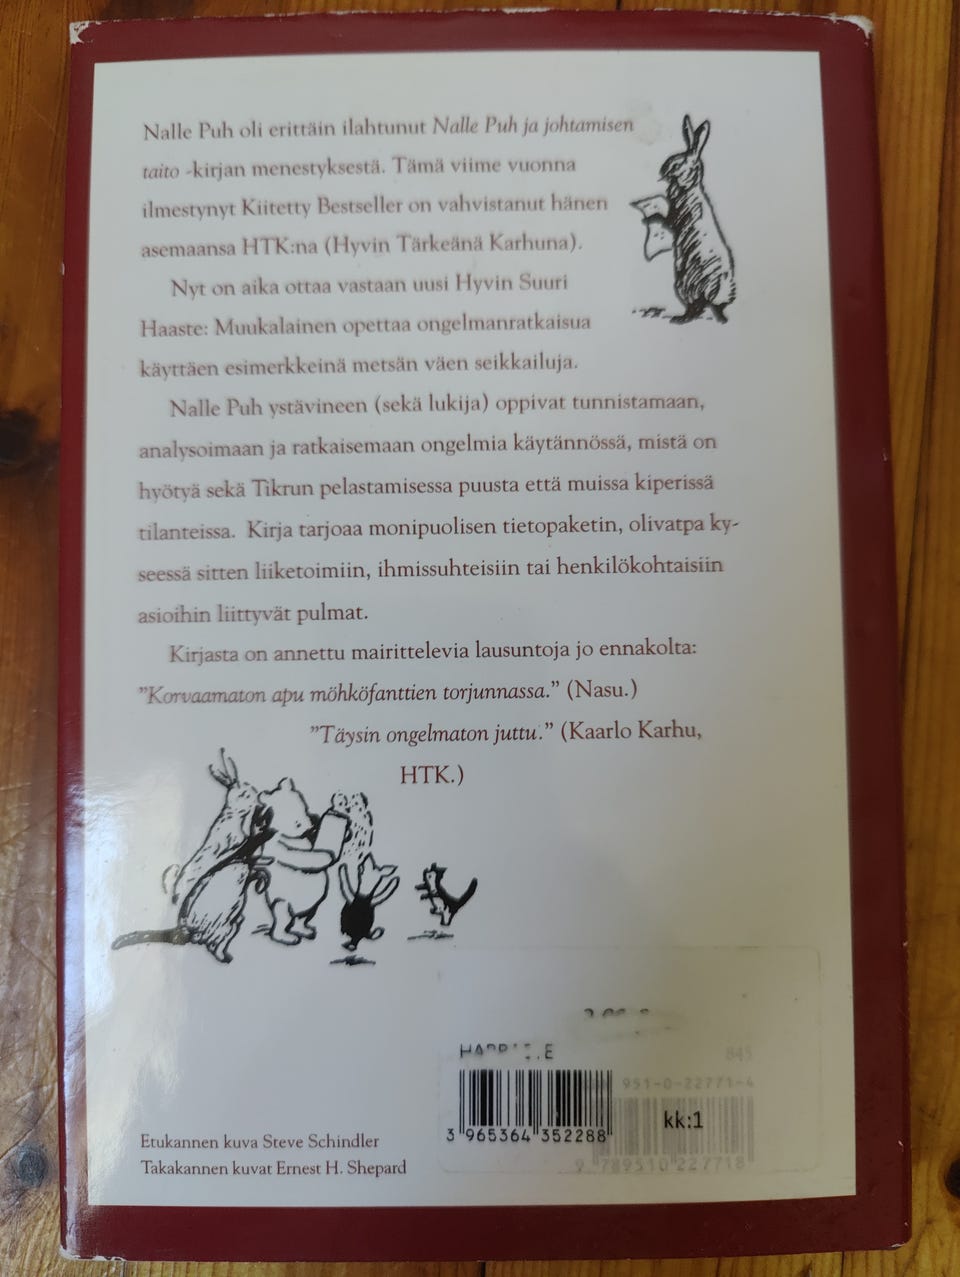 Nalle Puh oli erittäin ilahtunut Nalle Puh ja johtamisen
taito -kirjan menestyksestä. Tämä viime vuonna
ilmestynyt Kiitetty Bestseller on vahvistanut hänen
asemaansa HTK:na (Hyvin Tärkeänä Karhuna).
Nyt on aika ottaa vastaan uusi Hyvin Suuri
Haaste: Muukalainen opettaa ongelmanratkaisua
käyttäen esimerkkeinä metsän väen seikkailuja.
Nalle Puh ystävineen (sekä lukija) oppivat tunnistamaan,
analysoimaan ja ratkaisemaan ongelmia käytännössä, mistä on
hyötyä sekä Tikrun pelastamisessa puusta että muissa kiperissä
tilanteissa. Kirja tarjoaa monipuolisen tietopaketin, olivatpa ky-
seessä sitten liiketoimiin, ihmissuhteisiin tai henkilökohtaisiin
asioihin liittyvät pulmat.
Kirjasta on annettu mairittelevia lausuntoja jo ennakolta:
"Korvaamaton apu möhköfanttien torjunnassa." (Nasu.)
"Täysin ongelmaton juttu." (Kaarlo Karhu,
HTK.)
845
951-0-22771-4
kk:1
3 965364 352288
9 789510 227718
Etukannen kuva Steve Schindler
Takakannen kuvat Ernest H. Shepard